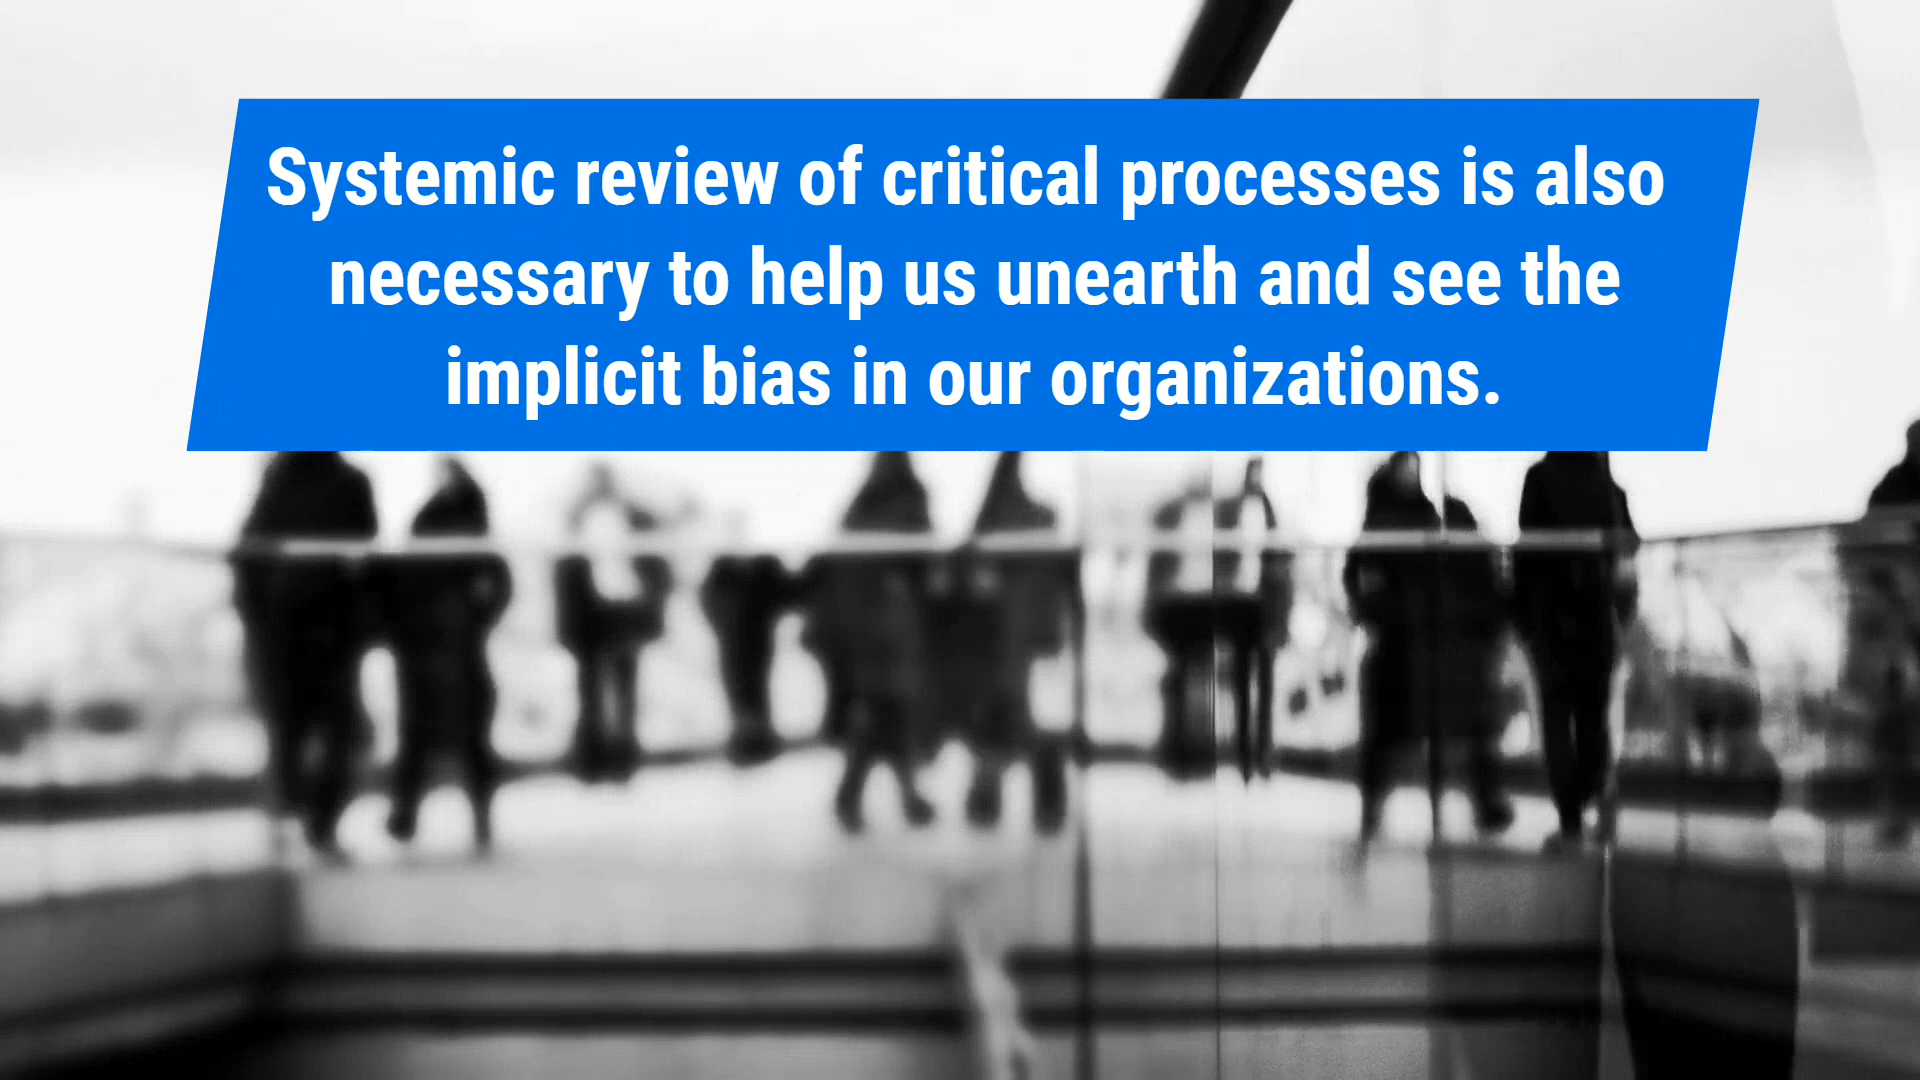 Systemic review of critical processes is also
necessary to help us unearth and see the
implicit bias in our organizations.